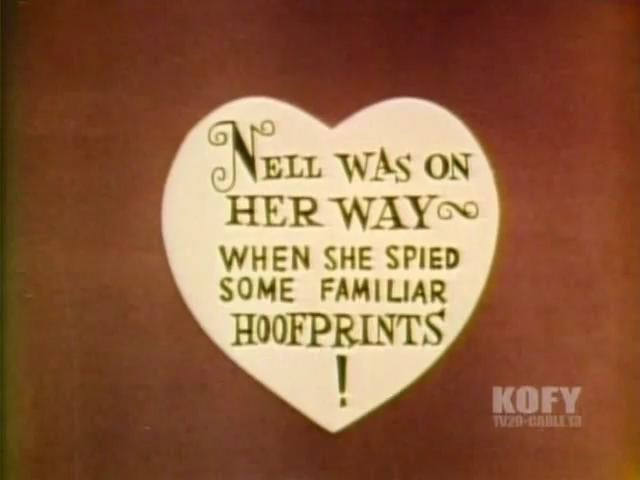 NELL WAS ON
HER WAY~
WHEN SHE SPIED
SOME FAMILIAR
HOOFPRINTS
!
KOFY
TV20-CABLE 13